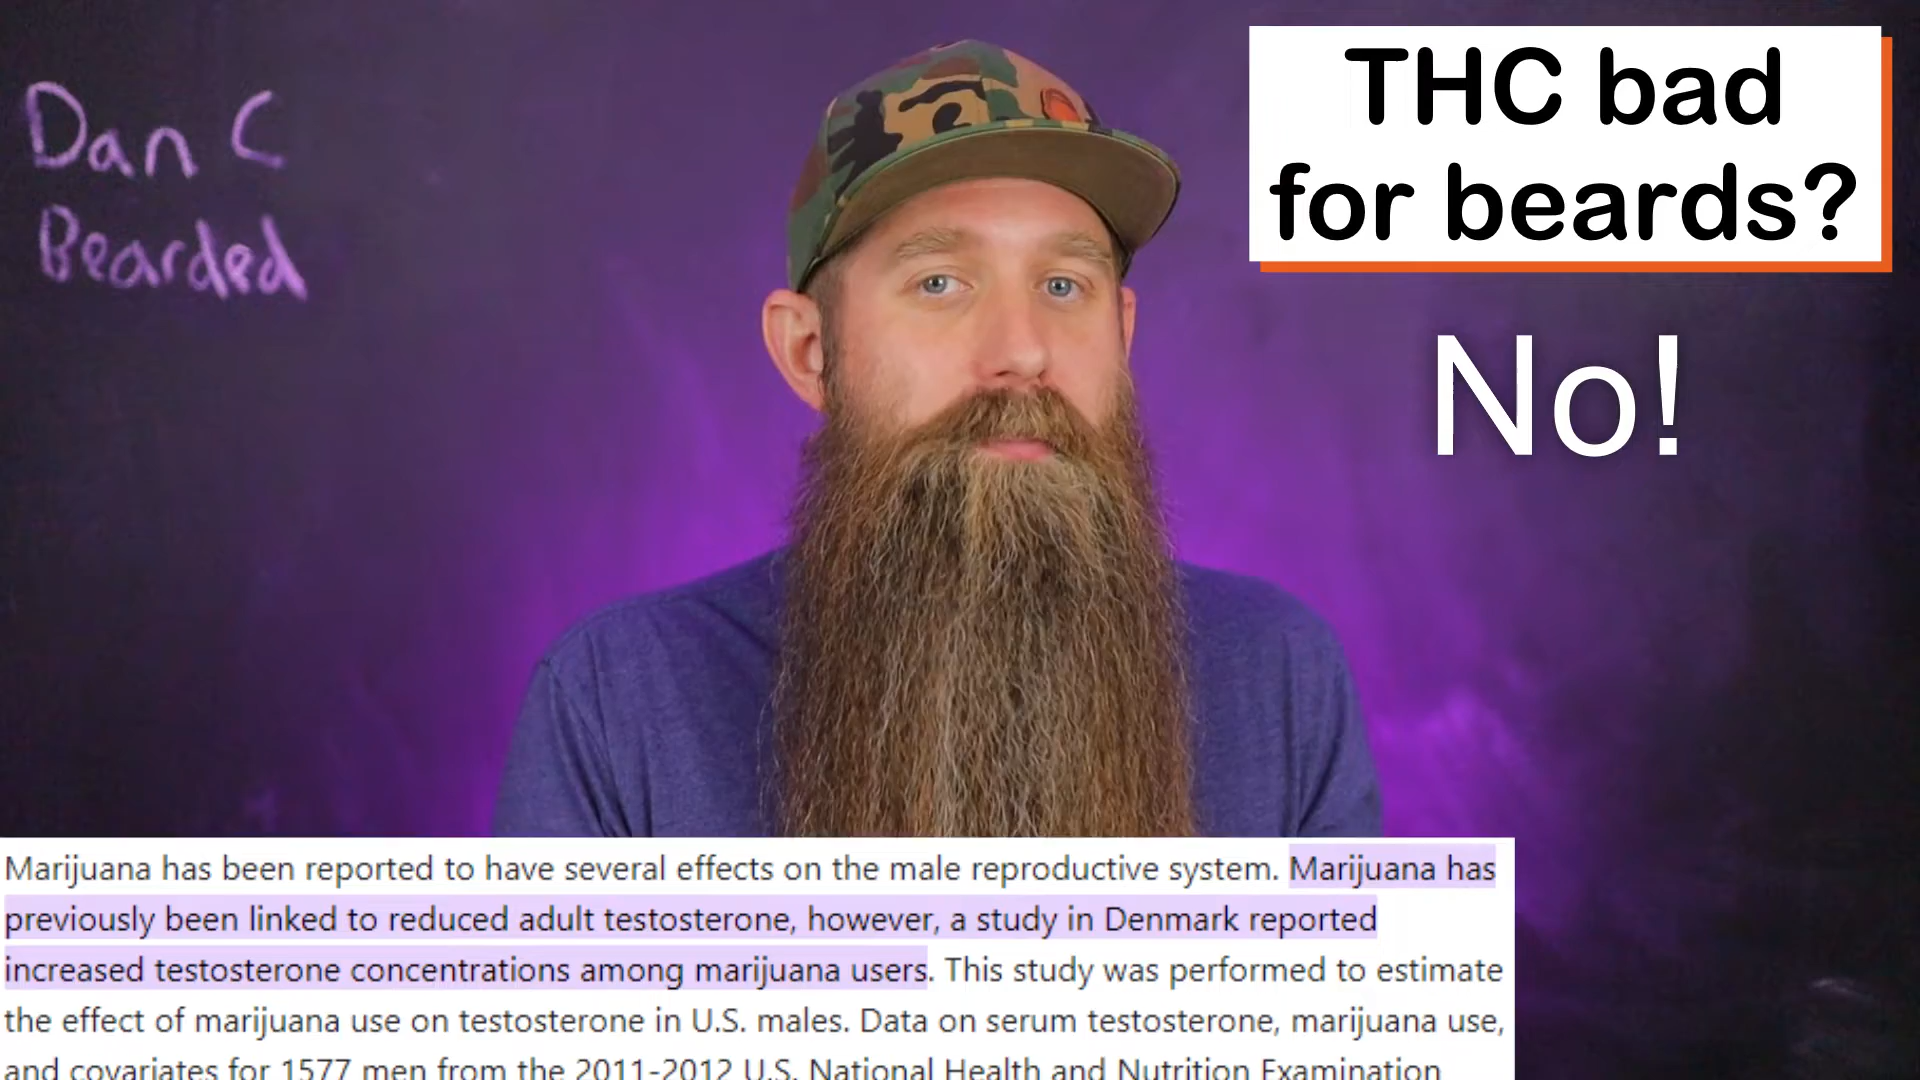 Dan C
Bearded
THC bad
for beards?
No!
Marijuana has been reported to have several effects on the male reproductive system. Marijuana has
previously been linked to reduced adult testosterone, however, a study in Denmark reported
increased testosterone concentrations among marijuana users. This study was performed to estimate
the effect of marijuana use on testosterone in U.S. males. Data on serum testosterone, marijuana use,
and covariates for 1577 men from the 2011-2012 U.S. National Health and Nutrition Examination